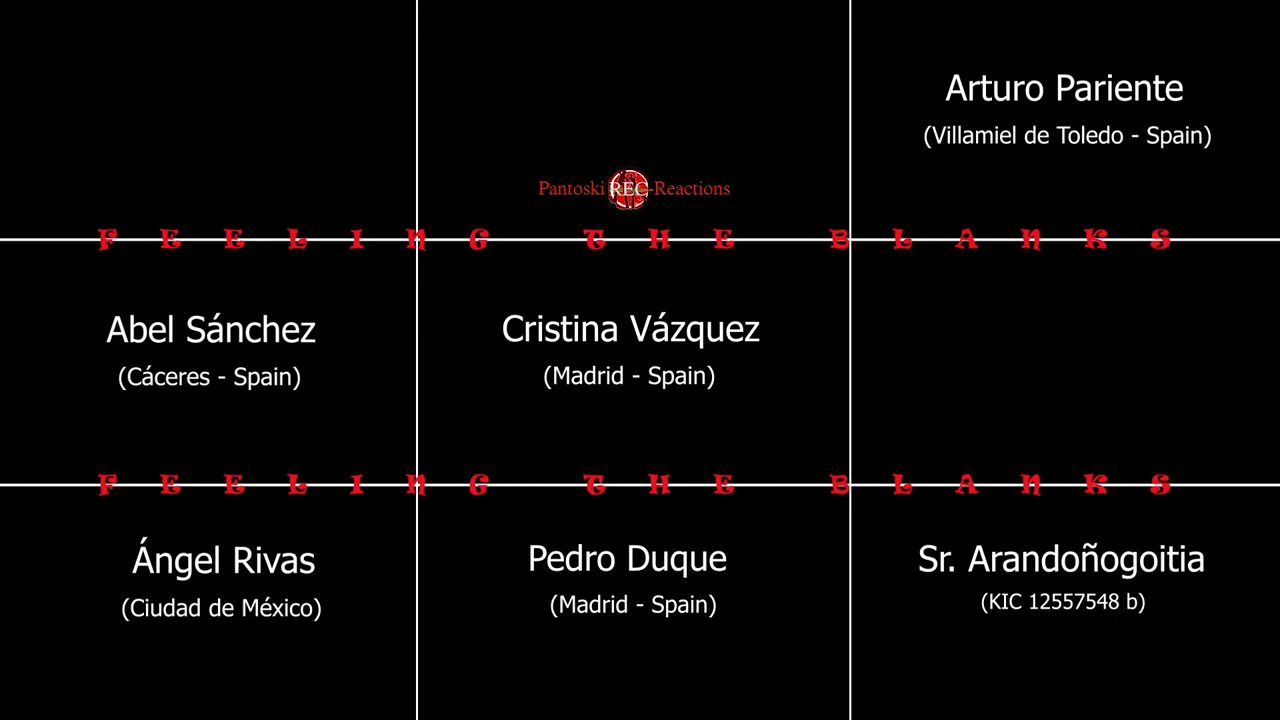 Arturo Pariente
(Villamiel de Toledo - Spain)
Pantoski REC-Reactions
FEELING THE BLANKS
Abel Sánchez
(Cáceres - Spain)
Cristina Vázquez
(Madrid - Spain)
FEELING THE BLANKS
Ángel Rivas
(Ciudad de México)
Pedro Duque
(Madrid - Spain)
Sr. Arandoñogoitia
(KIC 12557548 b)